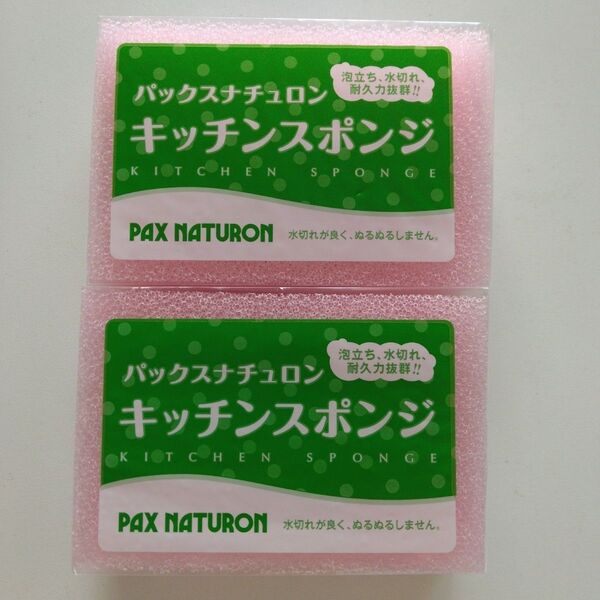 泡立ち、水切れ、
耐久力抜群!!
パックスナチュロン
キッチンスポンジ
KITCHEN SPONGE
PAX NATURON
水切れが良く、ぬるぬるしません。
泡立ち、水切れ、
耐久力抜群!!
パックスナチュロン
キッチンスポンジ
KITCHEN SPONGE
PAX NATURON
水切れが良く、ぬるぬるしません。